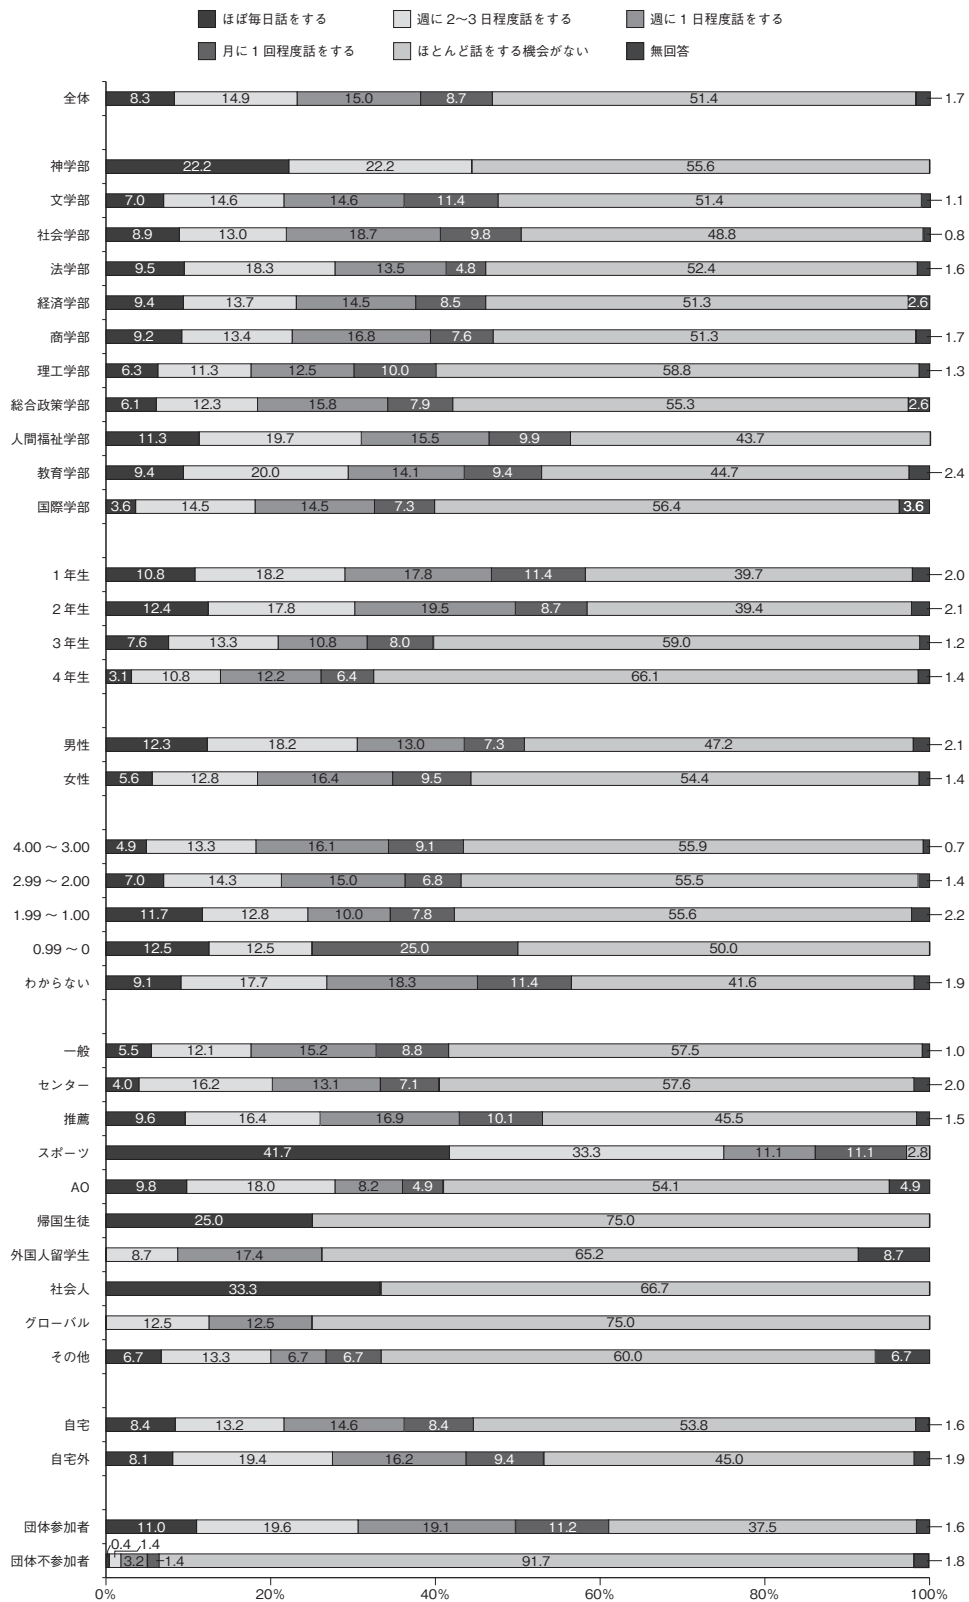 ほぼ毎日話をする 週に2〜3日程度話をする 週に1日程度話をする
月に1回程度話をする ほとんど話をする機会がない 無回答
全体 8.3 14.9 15.0 8.7 51.4 1.7
神学部 22.2 22.2 55.6
文学部 7.0 14.6 14.6 11.4 51.4 1.1
社会学部 8.9 13.0 18.7 9.8 48.8 0.8
法学部 9.5 18.3 13.5 4.8 52.4 1.6
経済学部 9.4 13.7 14.5 8.5 51.3 2.6
商学部 9.2 13.4 16.8 7.6 51.3 1.7
理工学部 6.3 11.3 12.5 10.0 58.8 1.3
総合政策学部 6.1 12.3 15.8 7.9 55.3 2.6
人間福祉学部 11.3 19.7 15.5 9.9 43.7
教育学部 9.4 20.0 14.1 9.4 44.7 2.4
国際学部 3.6 14.5 14.5 7.3 56.4 3.6
1年生 10.8 18.2 17.8 11.4 39.7 2.0
2年生 12.4 17.8 19.5 8.7 39.4 2.1
3年生 7.6 13.3 10.8 8.0 59.0 1.2
4年生 3.1 10.8 12.2 6.4 66.1 1.4
男性 12.3 18.2 13.0 7.3 47.2 2.1
女性 5.6 12.8 16.4 9.5 54.4 1.4
4.00〜3.00 4.9 13.3 16.1 9.1 55.9 0.7
2.99〜2.00 7.0 14.3 15.0 6.8 55.5 1.4
1.99〜1.00 11.7 12.8 10.0 7.8 55.6 2.2
0.99〜0 12.5 12.5 25.0 50.0
わからない 9.1 17.7 18.3 11.4 41.6 1.9
一般 5.5 12.1 15.2 8.8 57.5 1.0
センター 4.0 16.2 13.1 7.1 57.6 2.0
推薦 9.6 16.4 16.9 10.1 45.5 1.5
スポーツ 41.7 33.3 11.1 11.1 2.8
AO 9.8 18.0 8.2 4.9 54.1 4.9
帰国生徒 25.0 75.0
外国人留学生 8.7 17.4 65.2 8.7
社会人 33.3 66.7
グローバル 12.5 12.5 75.0
その他 6.7 13.3 6.7 6.7 60.0 6.7
自宅 8.4 13.2 14.6 8.4 53.8 1.6
自宅外 8.1 19.4 16.2 9.4 45.0 1.9
団体参加者 11.0 19.6 19.1 11.2 37.5 1.6
0.4 1.4
団体不参加者 3.2 1.4 91.7 1.8
0% 20% 40% 60% 80% 100%